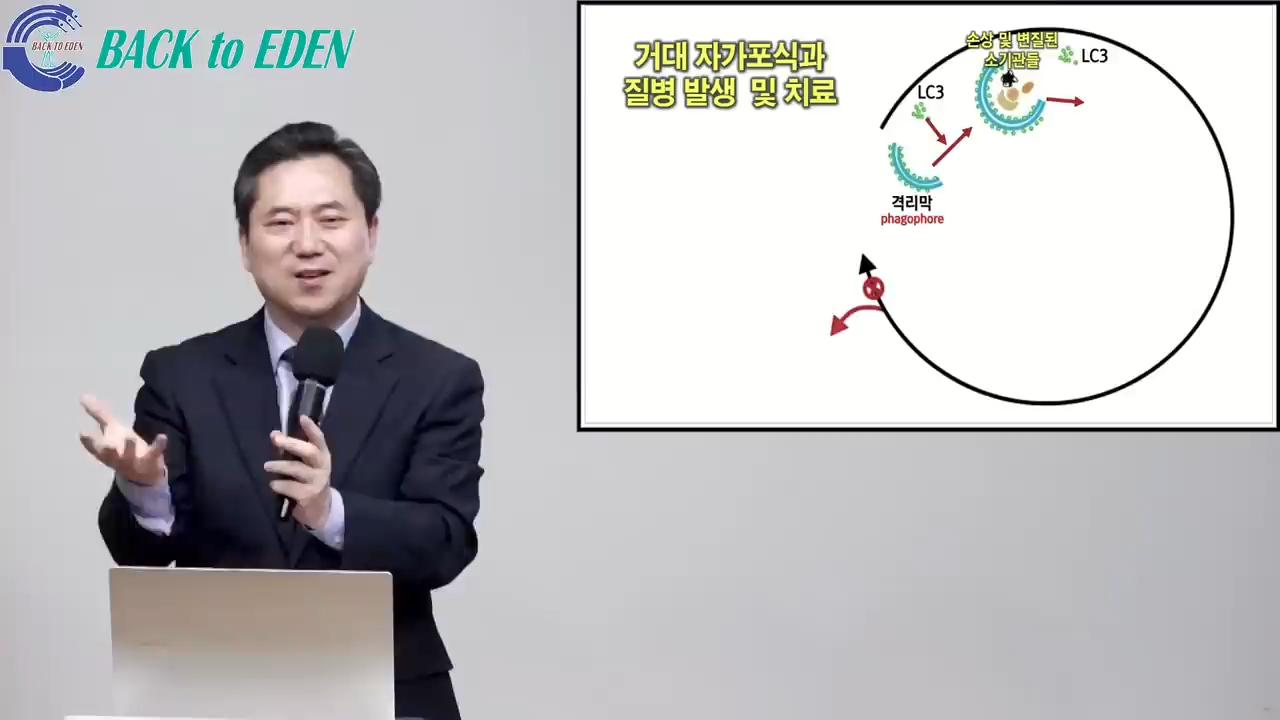 BACK TO EDEN
BACK to EDEN
거대 자가포식과
질병 발생 및 치료
손상 및 변질된
소기관들
LC3
LC3
격리막
phagophore